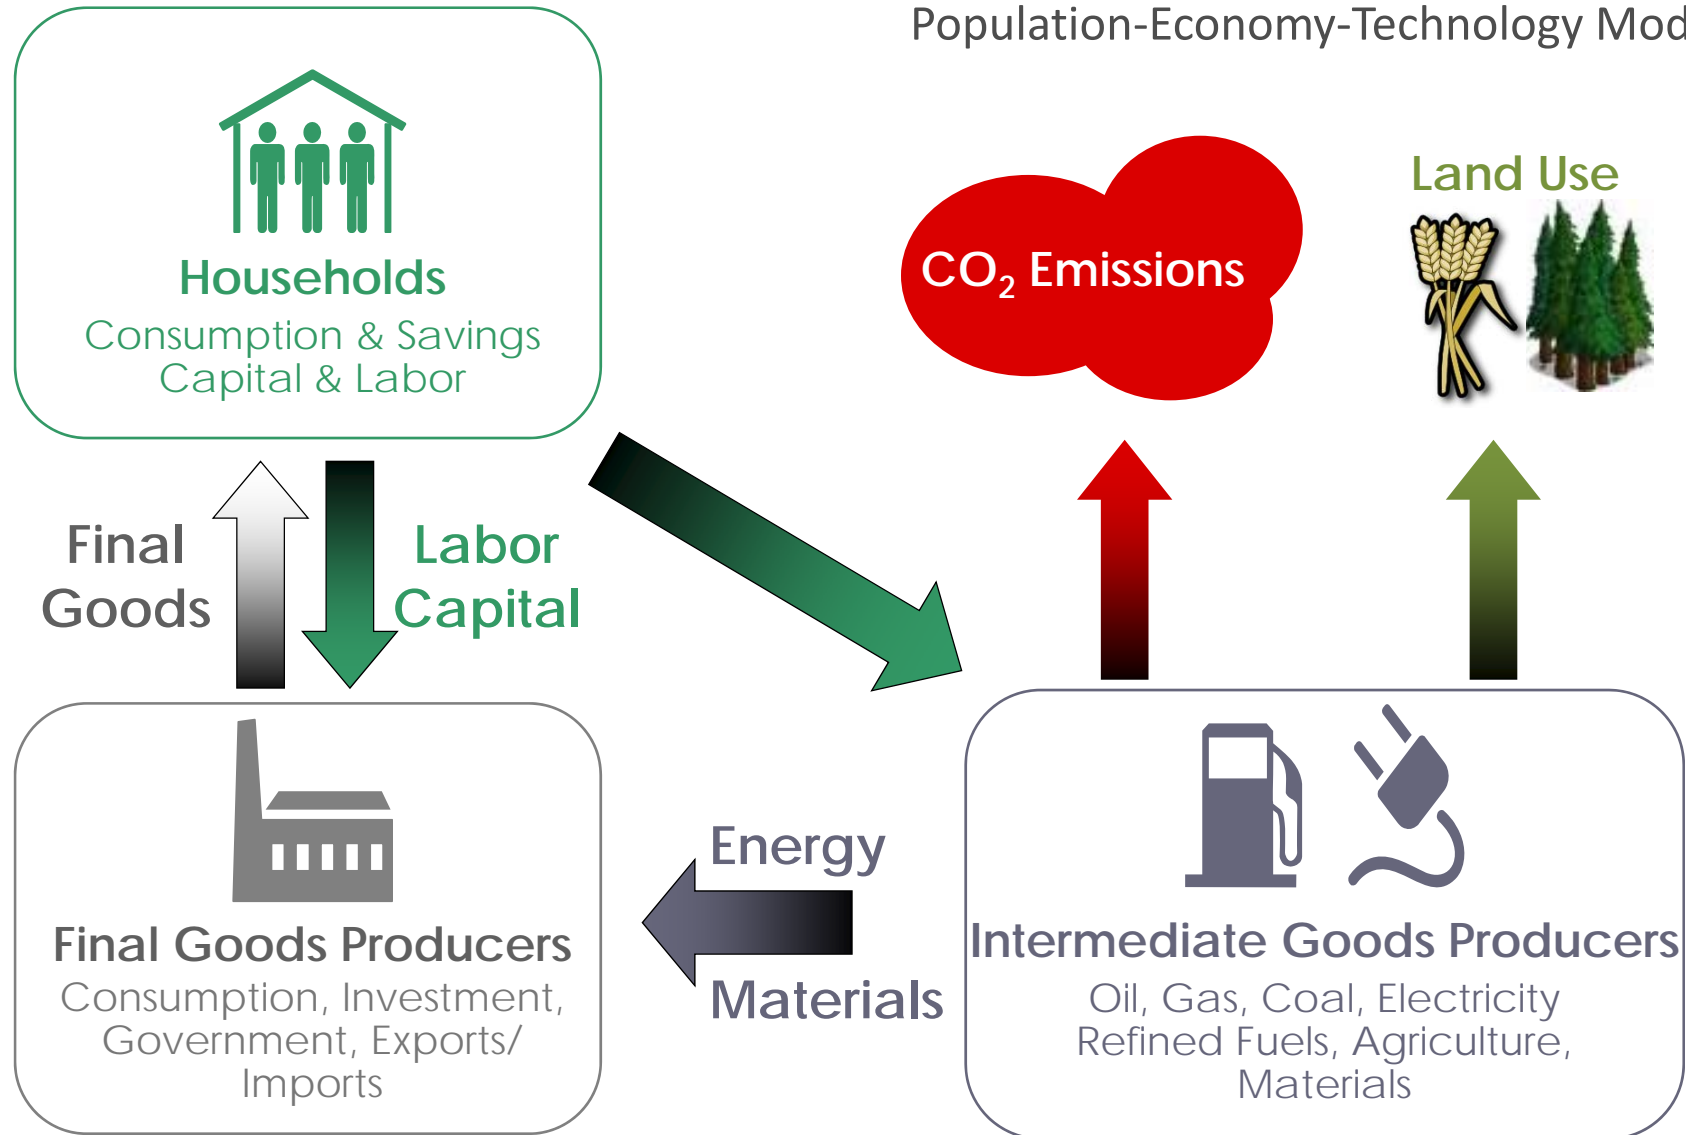 Population-Economy-Technology Mod
Households
Consumption & Savings
Capital & Labor
CO₂ Emissions
Land Use
Final
Goods
Labor
Capital
Energy
Materials
Final Goods Producers
Consumption, Investment,
Government, Exports/
Imports
Intermediate Goods Producers
Oil, Gas, Coal, Electricity
Refined Fuels, Agriculture,
Materials